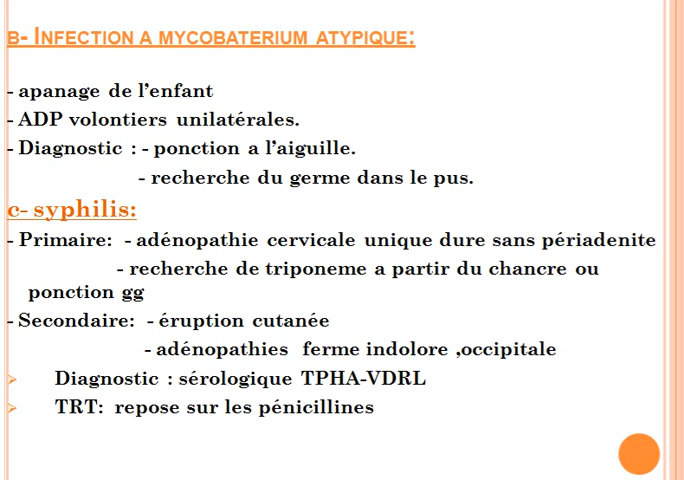 B- INFECTION A MYCOBATERIUM ATYPIQUE:
- apanage de l'enfant
- ADP volontiers unilatérales.
- Diagnostic : - ponction a l'aiguille.
- recherche du germe dans le pus.
c- syphilis:
- Primaire: - adénopathie cervicale unique dure sans périadenite
- recherche de triponeme a partir du chancre ou
ponction gg
- Secondaire: - éruption cutanée
- adénopathies ferme indolore ,occipitale
Diagnostic : sérologique TPHA-VDRL
TRT: repose sur les pénicillines